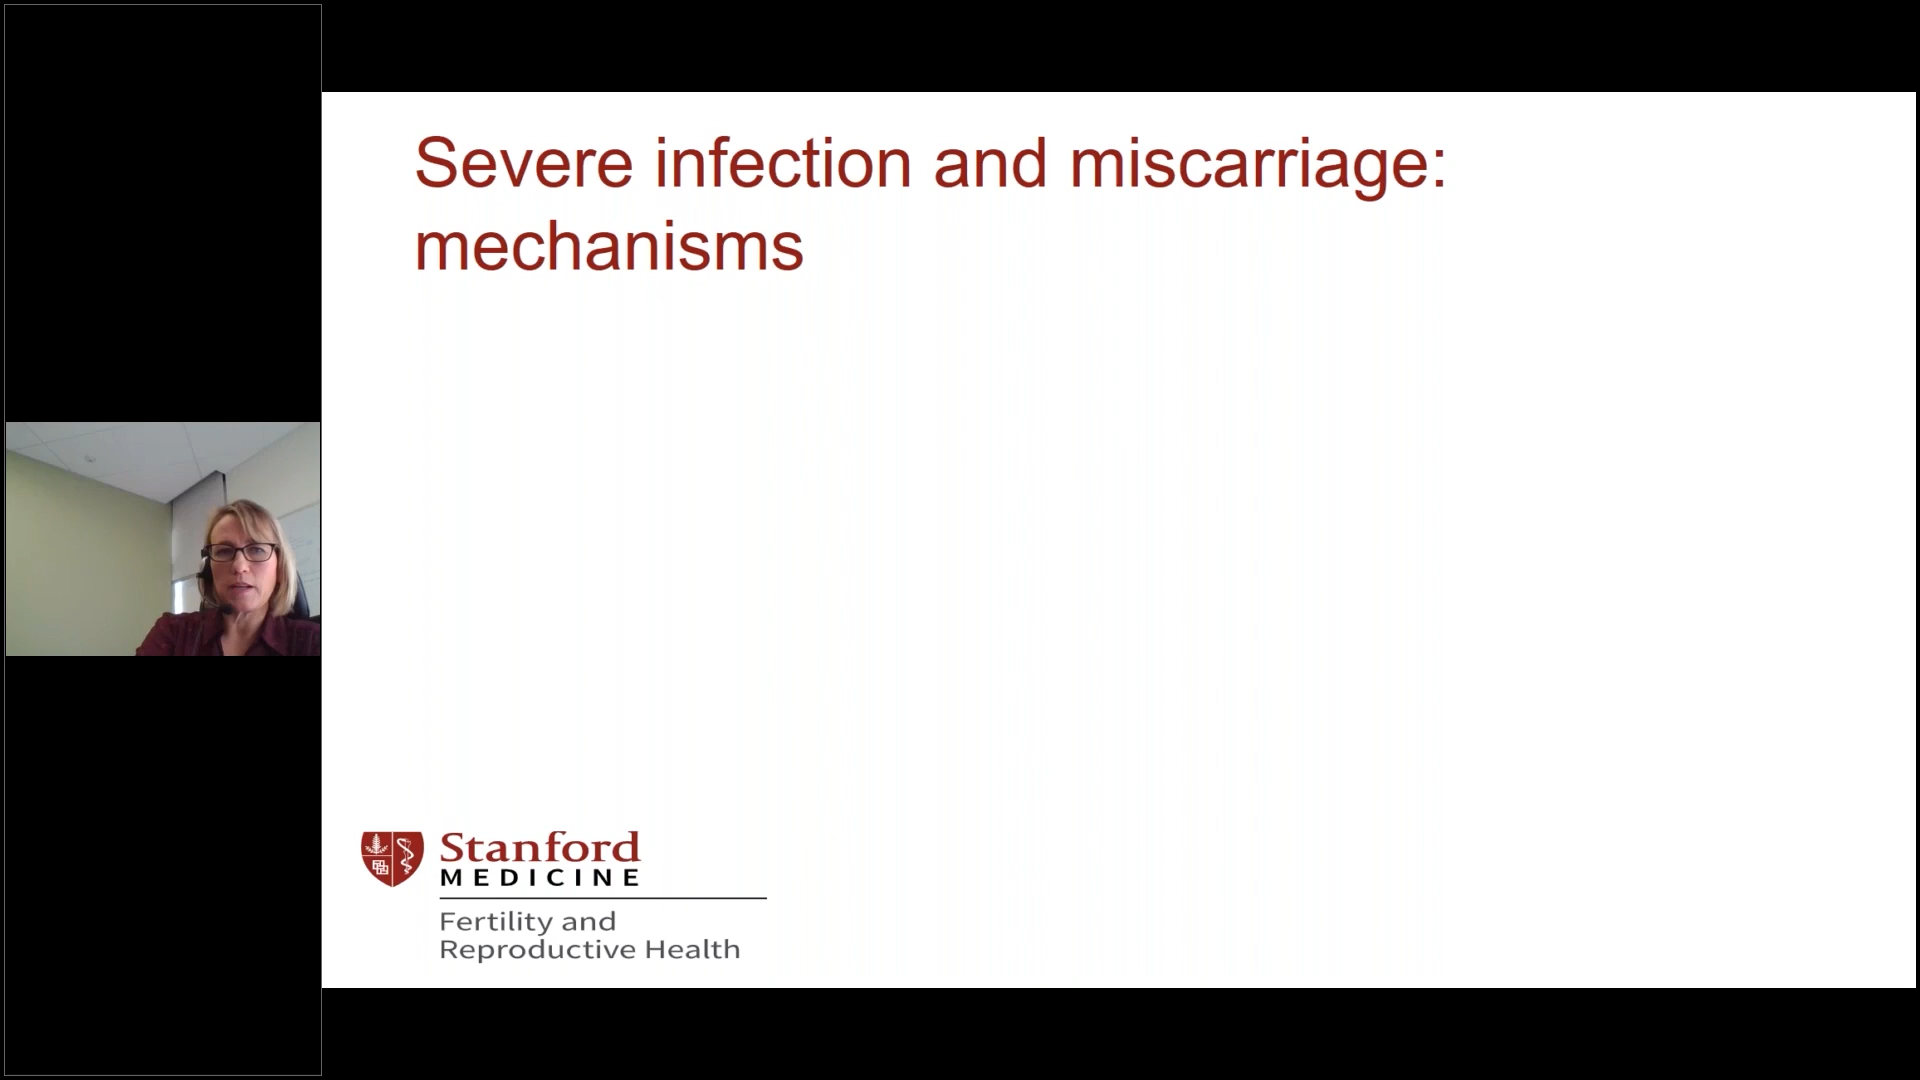 Severe infection and miscarriage:
mechanisms
Stanford
MEDICINE
Fertility and
Reproductive Health